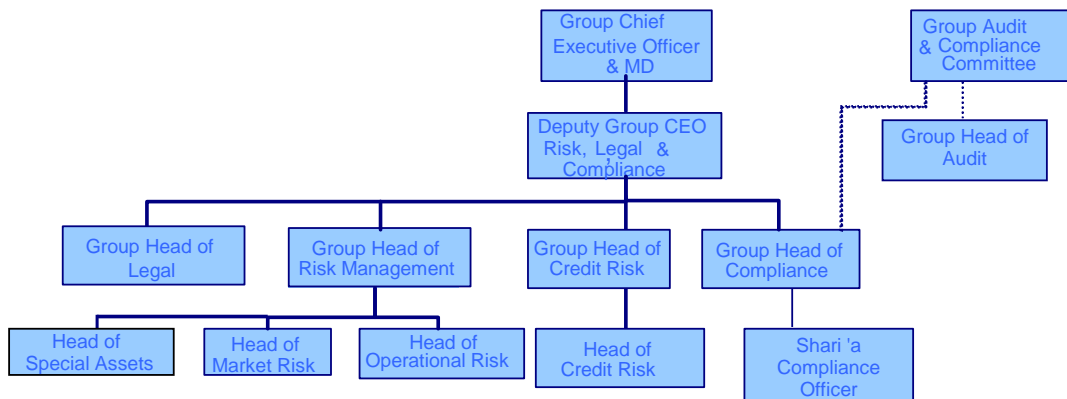 Group Chief
Executive Officer
& MD
Group Audit
& Compliance
Committee
Deputy Group CEO
Risk, Legal &
Compliance
Group Head of
Audit
Group Head of
Legal
Group Head of
Risk Management
Group Head of
Credit Risk
Group Head of
Compliance
Head of
Special Assets
Head of
Market Risk
Head of
Operational Risk
Head of
Credit Risk
Shari 'a
Compliance
Officer